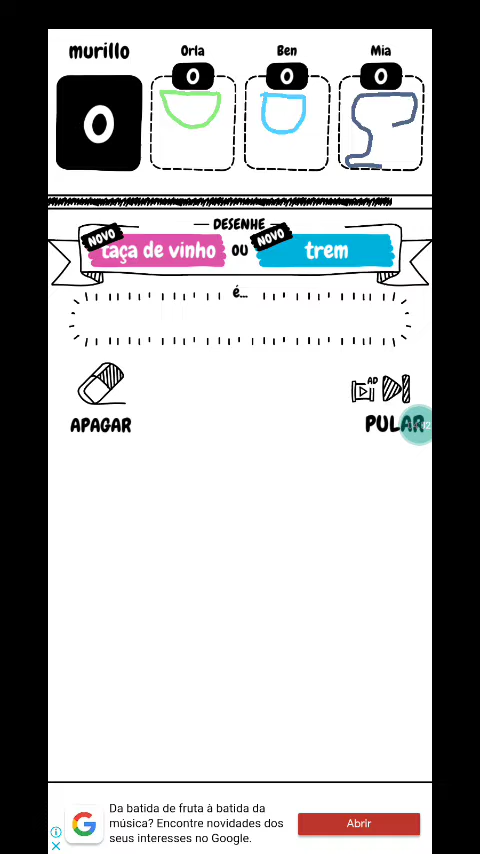 murillo Orla Ben Mia
0 0 0 0
DESENHE
NOVO taça de vinho OU NOVO trem
é...
AD
APAGAR PULAR
Da batida de fruta à batida da
música? Encontre novidades dos
seus interesses no Google.
Abrir